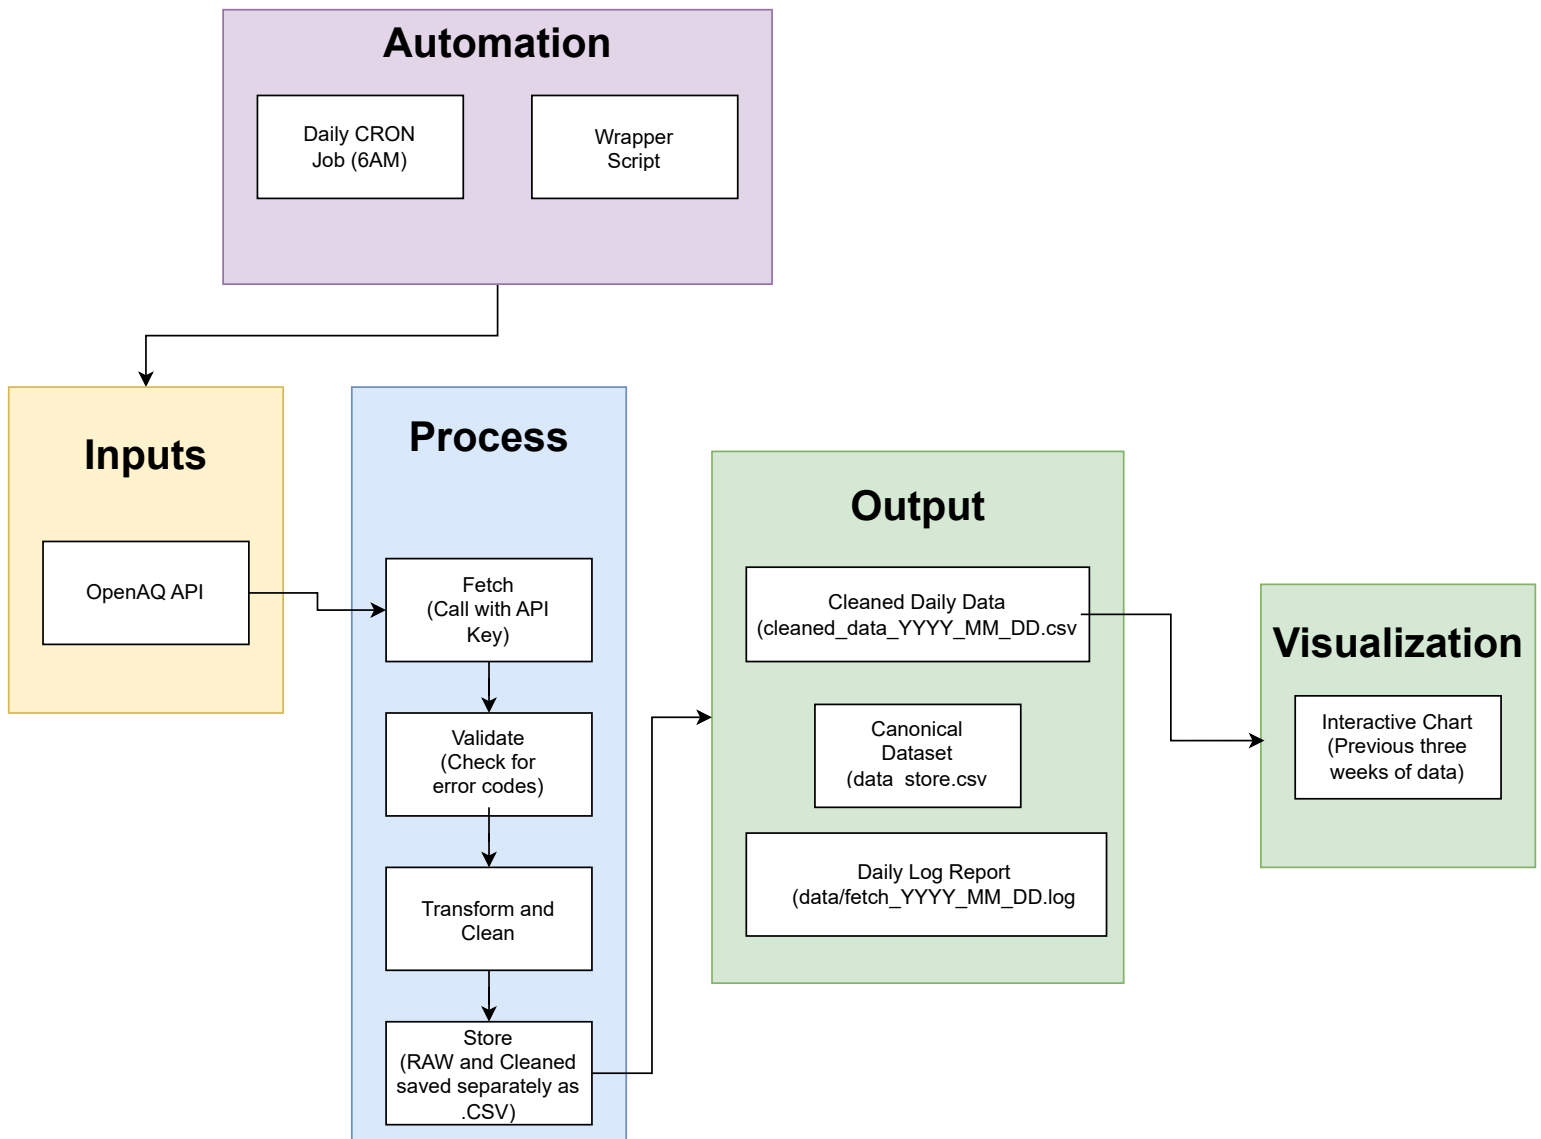 Automation
Daily CRON
Job (6AM)
Wrapper
Script
Inputs
OpenAQ API
Process
Fetch
(Call with API
Key)
Validate
(Check for
error codes)
Transform and
Clean
Store
(RAW and Cleaned
saved separately as
.CSV)
Output
Cleaned Daily Data
(cleaned_data_YYYY_MM_DD.csv
Canonical
Dataset
(data_store.csv
Daily Log Report
(data/fetch_YYYY_MM_DD.log
Visualization
Interactive Chart
(Previous three
weeks of data)